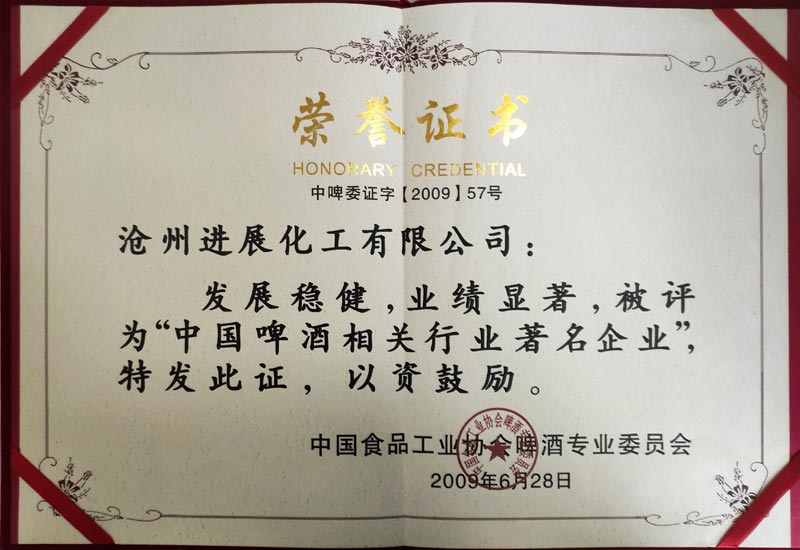 荣誉证书
HONORARY CREDENTIAL
中啤委证字【2009】57号
沧州进展化工有限公司：
发展稳健，业绩显著，被评
为“中国啤酒相关行业著名企业”，
特发此证，以资鼓励。
中国食品工业协会啤酒专业委员会
2009年6月28日